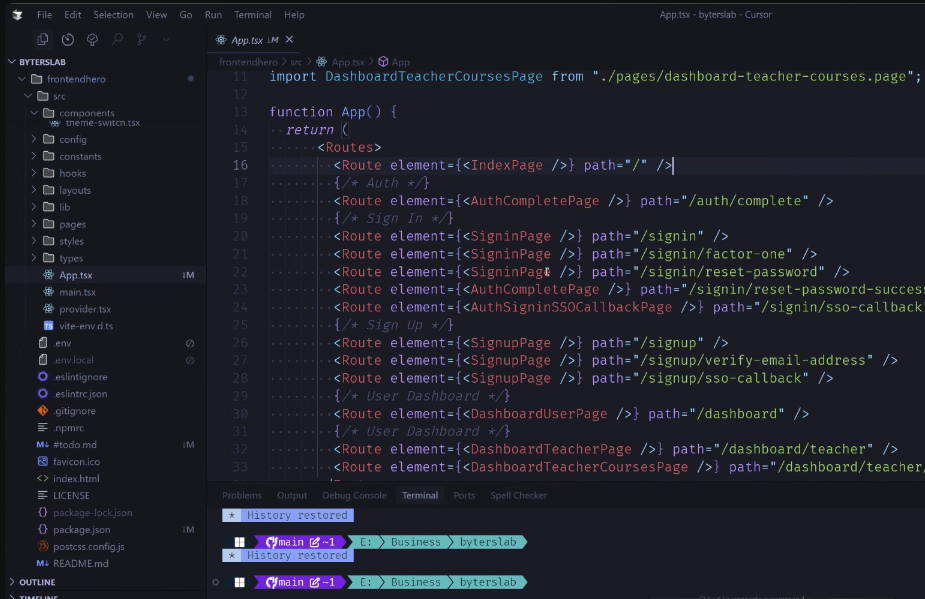 File Edit Selection View Go Run Terminal Help
App.tsx - byterslab - Cursor
App.tsx 1M
BYTERSLAB
frontendhero
src
components
theme-switch.tsx
config
constants
hooks
layouts
lib
pages
styles
types
App.tsx 1M
main.tsx
provider.tsx
vite-env.d.ts
.env
.env.local
.eslintignore
.eslintrc.json
.gitignore
.npmrc
#todo.md 1M
favicon.ico
index.html
LICENSE
package-lock.json
package.json 1M
postcss.config.js
README.md
OUTLINE
TIMELINE
frontendhero > src > App.tsx > App
11 import DashboardTeacherCoursesPage from "./pages/dashboard-teacher-courses.page";
12
13 function App() {
14 return (
15 <Routes>
16 <Route element={<IndexPage />} path="/" />
17 {/* Auth */}
18 <Route element={<AuthCompletePage />} path="/auth/complete" />
19 {/* Sign In */}
20 <Route element={<SigninPage />} path="/signin" />
21 <Route element={<SigninPage />} path="/signin/factor-one" />
22 <Route element={<SigninPage />} path="/signin/reset-password" />
23 <Route element={<AuthCompletePage />} path="/signin/reset-password-success
24 <Route element={<AuthSigninSSOCallbackPage />} path="/signin/sso-callback"
25 {/* Sign Up */}
26 <Route element={<SignupPage />} path="/signup" />
27 <Route element={<SignupPage />} path="/signup/verify-email-address" />
28 <Route element={<SignupPage />} path="/signup/sso-callback" />
29 {/* User Dashboard */}
30 <Route element={<DashboardUserPage />} path="/dashboard" />
31 {/* User Dashboard */}
32 <Route element={<DashboardTeacherPage />} path="/dashboard/teacher" />
33 <Route element={<DashboardTeacherCoursesPage />} path="/dashboard/teacher/
Problems Output Debug Console Terminal Ports Spell Checker
* History restored
main ~1 E: Business byterslab
* History restored
main ~1 E: Business byterslab